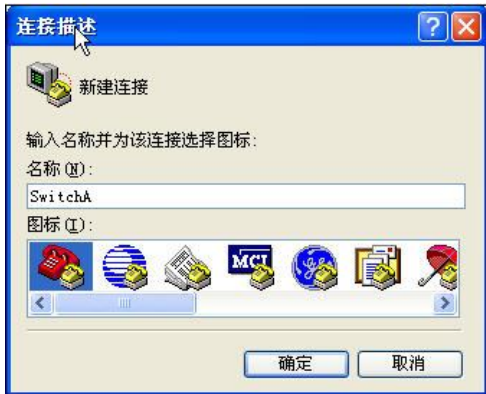 连接描述
新建连接
输入名称并为该连接选择图标:
名称(N):
SwitchA
图标(I):
MCI
确定
取消